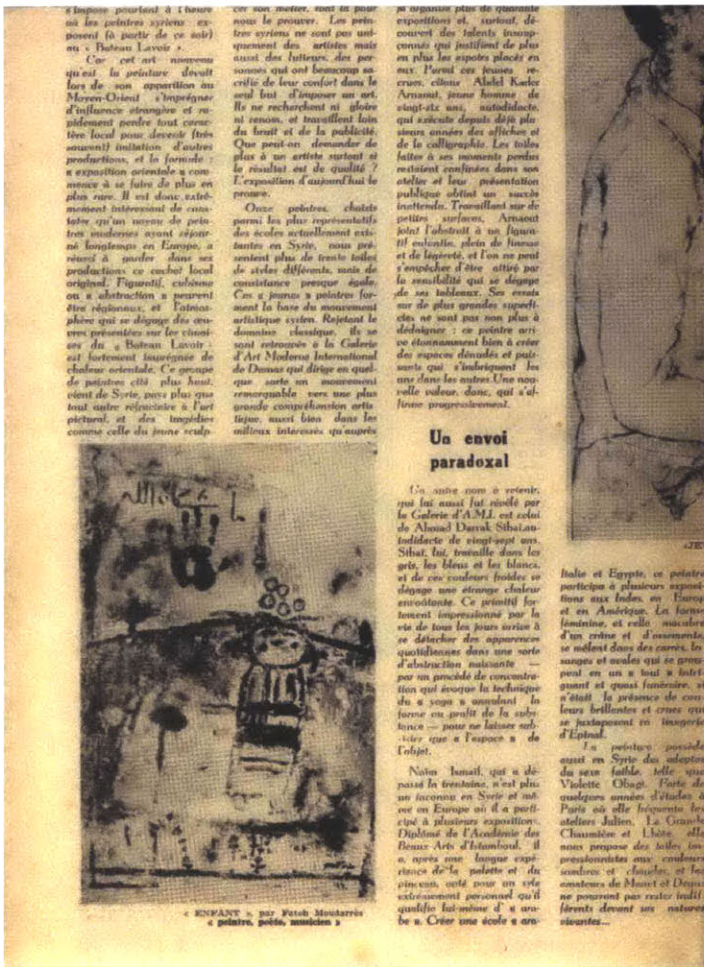 s'impose pourtant à l'heure
où les peintres syriens ex-
posent (à partir de ce soir)
au « Bateau Lavoir ».
Car cet art nouveau
qu'est la peinture devait
lors de son apparition au
Moyen-Orient s'imprégner
d'influence étrangère et ra-
pidement perdre tout carac-
tère local pour devenir (très
souvent) imitation d'autres
productions, et la formule :
« exposition orientale » com-
mence à se faire de plus en
plus rare. Il est donc extrê-
mement intéressant de cons-
tater qu'un noyau de pein-
tres modernes ayant séjour-
né longtemps en Europe, a
réussi à garder dans ses
productions ce cachet local
original. Figuratif, cubisme
ou « abstraction » peuvent
être régionaux, et l'atmos-
phère qui se dégage des œu-
vres présentées sur les cimai-
ses du « Bateau Lavoir »
est fortement imprégnée de
chaleur orientale. Ce groupe
de peintres cité plus haut,
vient de Syrie, pays plus que
tout autre réfractaire à l'art
pictural, et des tragédies
comme celle du jeune sculp-
cer son métier, sont là pour
nous le prouver. Les pein-
tres syriens ne sont pas uni-
quement des artistes mais
aussi des lutteurs, des per-
sonnes qui ont beaucoup sa-
crifié de leur confort dans le
seul but d'imposer un art.
Ils ne recherchent ni gloire
ni renom, et travaillent loin
du bruit et de la publicité.
Que peut-on demander de
plus à un artiste surtout si
le résultat est de qualité ?
L'exposition d'aujourd'hui le
prouve.
Onze peintres, choisis
parmi les plus représentatifs
des écoles actuellement exis-
tantes en Syrie, nous pré-
sentent plus de trente toiles
de styles différents, mais de
consistance presque égale.
Ces « jeunes » peintres for-
ment la base du mouvement
artistique syrien. Rejetant le
domaine classique, ils se
sont retrouvés à la Galerie
d'Art Moderne International
de Damas qui dirige en quel-
que sorte un mouvement
remarquable vers une plus
grande compréhension artis-
tique, aussi bien dans les
milieux intéressés qu'auprès
« ENFANT », par Fateh Moudarrès
« peintre, poète, musicien »
organisé plus de quarante
expositions et, surtout, dé-
couvert des talents insoup-
çonnés qui justifient de plus
en plus les espoirs placés en
eux. Parmi ces jeunes re-
crues, citons Abdel Kader
Arnaout, jeune homme de
vingt-six ans, autodidacte,
qui exécute depuis déjà plu-
sieurs années des affiches et
de la calligraphie. Les toiles
faites à ses moments perdus
restaient confinées dans son
atelier et leur présentation
publique obtint un succès
inattendu. Travaillant sur de
petites surfaces, Arnaout
joint l'abstrait à un figura-
tif enfantin, plein de finesse
et de légèreté, et l'on ne peut
s'empêcher d'être attiré par
la sensibilité qui se dégage
de ses tableaux. Ses essais
sur de plus grandes superfi-
cies ne sont pas non plus à
dédaigner : ce peintre arri-
ve étonnamment bien à créer
des espaces dénudés et puis-
sants qui s'imbriquent les
uns dans les autres. Une nou-
velle valeur, donc, qui s'af-
firme progressivement.
Un envoi
paradoxal
Un autre nom à retenir,
qui lui aussi fut révélé par
la Galerie d'A.M.I. est celui
de Ahmad Darrak Sibai, au-
todidacte de vingt-sept ans.
Sibai, lui, travaille dans les
gris, les bleus et les blancs,
et de ces couleurs froides se
dégage une étrange chaleur
envoûtante. Ce primitif for-
tement impressionné par la
vie de tous les jours arrive à
se détacher des apparences
quotidiennes dans une sorte
d'abstraction naissante —
par un procédé de concentra-
tion qui évoque la technique
du « yoga » annulant la
forme au profit de la subs-
tance — pour ne laisser sub-
sister que « l'espace » de
l'objet.
Naïm Ismaïl, qui a dé-
passé la trentaine, n'est plus
un inconnu en Syrie et mê-
me en Europe où il a parti-
cipé à plusieurs expositions.
Diplômé de l'Académie des
Beaux-Arts d'Istamboul, il
a, après une longue expé-
rience de la palette et du
pinceau, opté pour un style
extrêmement personnel qu'il
qualifie lui-même d' « ara-
be ». Créer une école « ara-
«JE
Italie et Egypte, ce peintre
participa à plusieurs exposi-
tions aux Indes, en Europ
et en Amérique. La forme
féminine, et celle macabre
d'un crâne et d'ossements,
se mêlent dans des carrés, lo
sanges et ovales qui se grou-
pent en un « tout » intri-
guant et quasi funéraire, si
n'était la présence de cou-
leurs brillantes et crues qui
se juxtaposent en imagerie
d'Epinal.
La peinture possède
aussi en Syrie des adeptes
du sexe faible, telle que
Violette Obagi. Forte de
quelques années d'études à
Paris où elle fréquenta les
ateliers Julien, La Grande
Chaumière et Lhôte, elle
nous propose des toiles im-
pressionnistes aux couleurs
sombres et chaudes, et les
amateurs de Manet et Degas
ne pourront pas rester indif-
férents devant ses natures
vivantes...